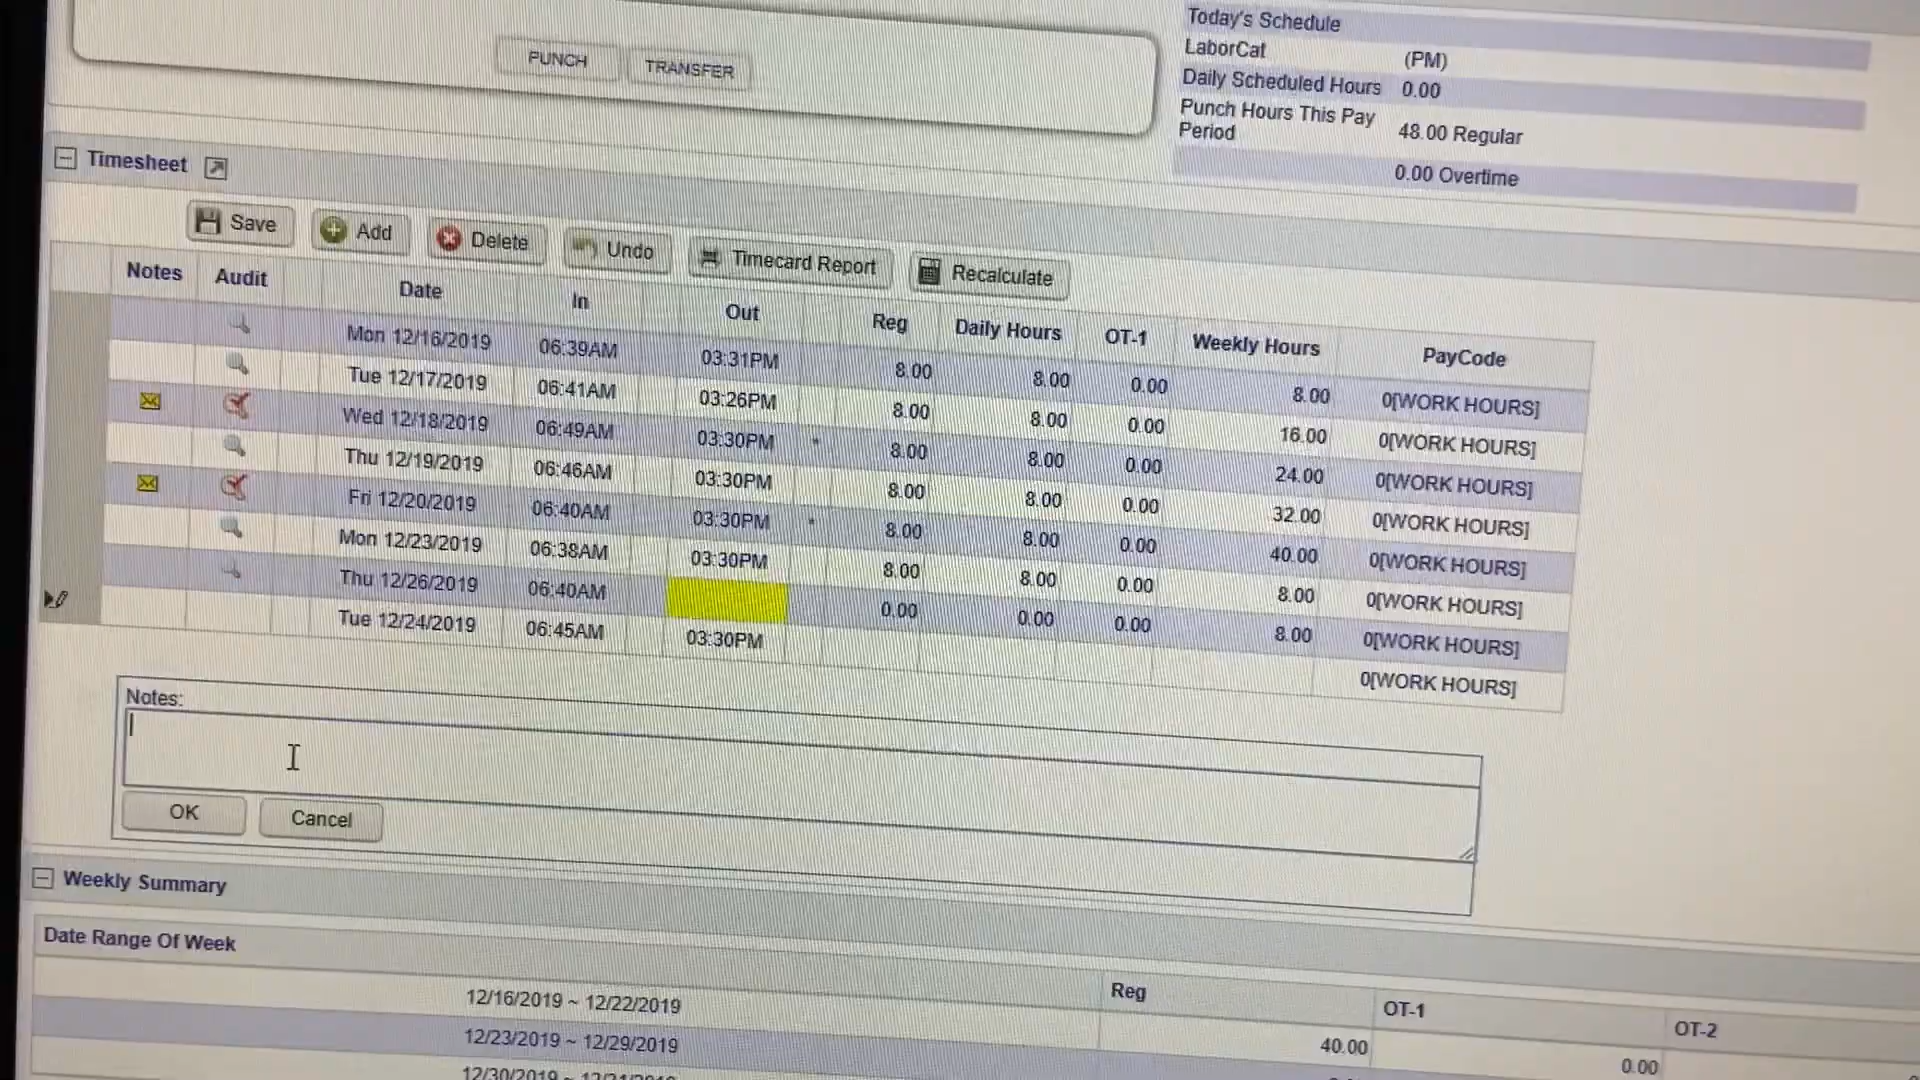 Today's Schedule
LaborCat (PM)
Daily Scheduled Hours 0.00
Punch Hours This Pay Period 48.00 Regular
0.00 Overtime
PUNCH TRANSFER
Timesheet
Save Add Delete Undo Timecard Report Recalculate
Notes Audit Date In Out Reg Daily Hours OT-1 Weekly Hours PayCode
Mon 12/16/2019 06:39AM 03:31PM 8.00 8.00 0.00 8.00 0[WORK HOURS]
Tue 12/17/2019 06:41AM 03:26PM 8.00 8.00 0.00 16.00 0[WORK HOURS]
Wed 12/18/2019 06:49AM 03:30PM * 8.00 8.00 0.00 24.00 0[WORK HOURS]
Thu 12/19/2019 06:46AM 03:30PM 8.00 8.00 0.00 32.00 0[WORK HOURS]
Fri 12/20/2019 06:40AM 03:30PM * 8.00 8.00 0.00 40.00 0[WORK HOURS]
Mon 12/23/2019 06:38AM 03:30PM 8.00 8.00 0.00 8.00 0[WORK HOURS]
Thu 12/26/2019 06:40AM 0.00 0.00 0.00 8.00 0[WORK HOURS]
Tue 12/24/2019 06:45AM 03:30PM 0[WORK HOURS]
Notes:
OK Cancel
Weekly Summary
Date Range Of Week Reg OT-1 OT-2
12/16/2019 ~ 12/22/2019 40.00 0.00
12/23/2019 ~ 12/29/2019
12/30/2019 ~